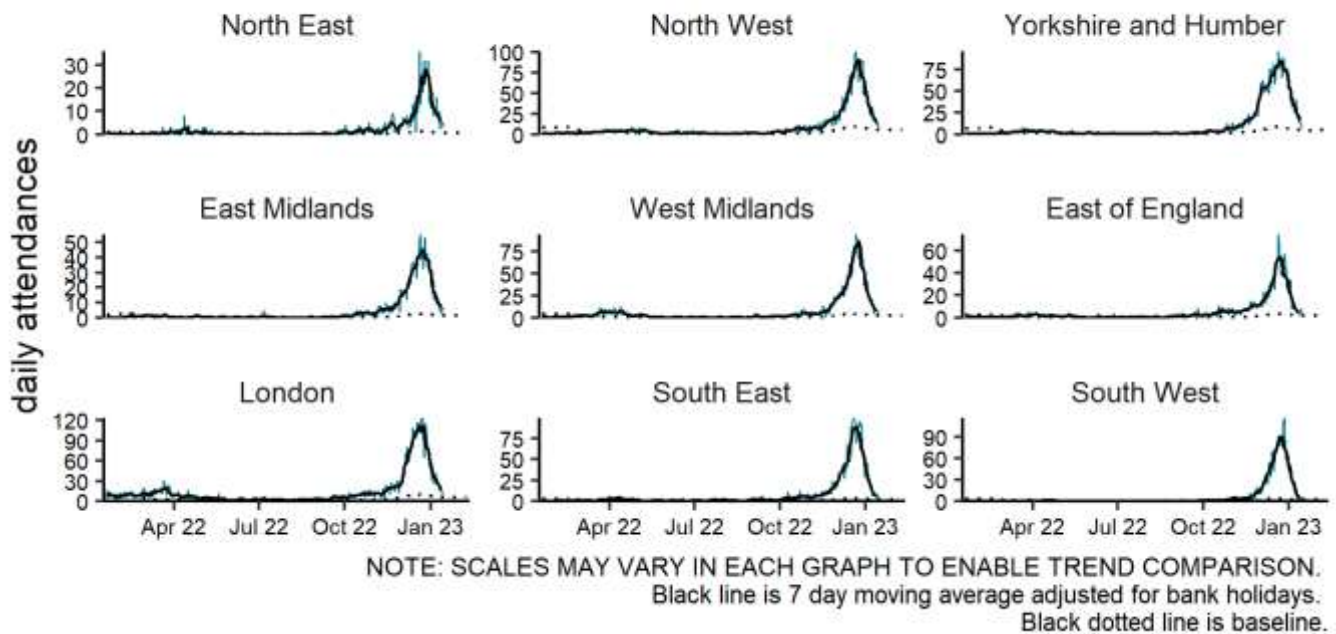 North East
North West
Yorkshire and Humber
30
20
10
0
100
75
50
25
0
75
50
25
0
daily attendances
East Midlands
West Midlands
East of England
50
40
30
20
10
0
75
50
25
0
60
40
20
0
London
South East
South West
120
90
60
30
0
75
50
25
0
90
60
30
0
Apr 22 Jul 22 Oct 22 Jan 23
Apr 22 Jul 22 Oct 22 Jan 23
Apr 22 Jul 22 Oct 22 Jan 23
NOTE: SCALES MAY VARY IN EACH GRAPH TO ENABLE TREND COMPARISON.
Black line is 7 day moving average adjusted for bank holidays.
Black dotted line is baseline.